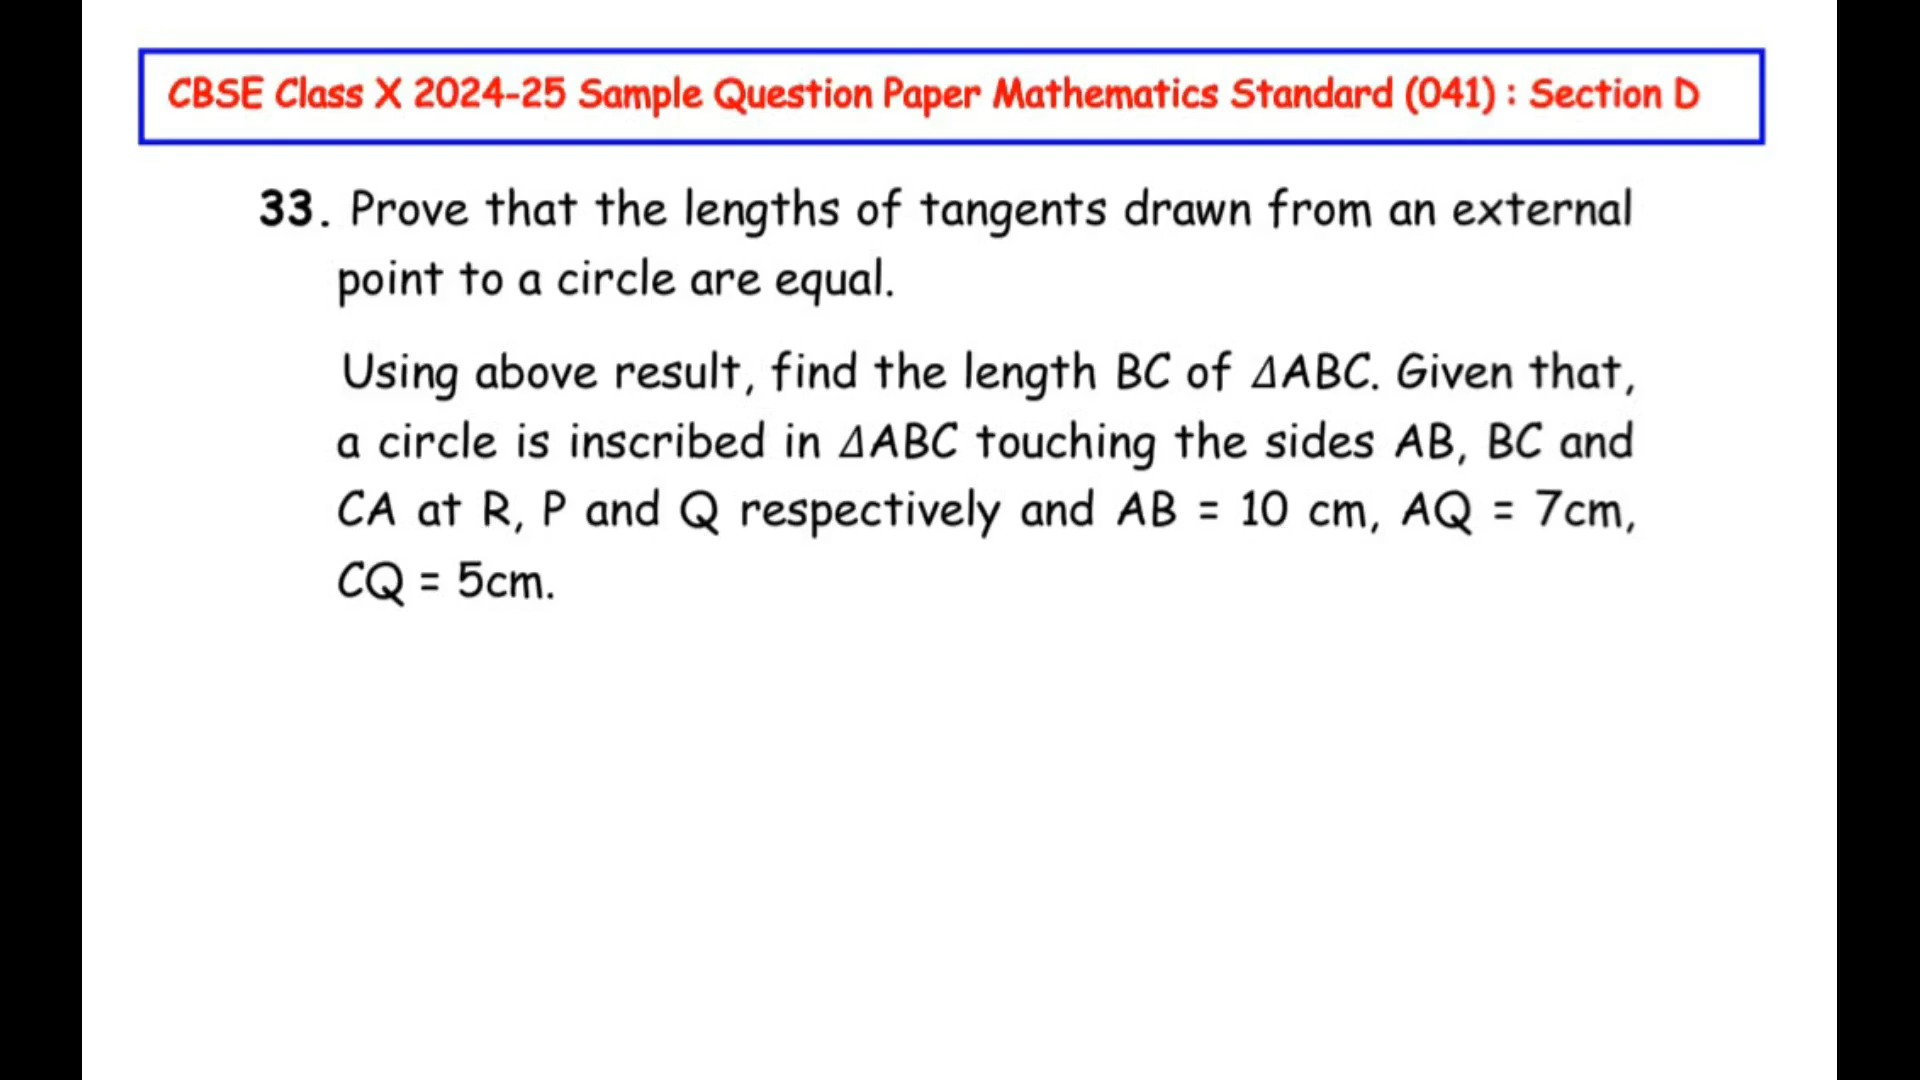 CBSE Class X 2024-25 Sample Question Paper Mathematics Standard (041) : Section D
33. Prove that the lengths of tangents drawn from an external
point to a circle are equal.
Using above result, find the length BC of ΔABC. Given that,
a circle is inscribed in ΔABC touching the sides AB, BC and
CA at R, P and Q respectively and AB = 10 cm, AQ = 7cm,
CQ = 5cm.